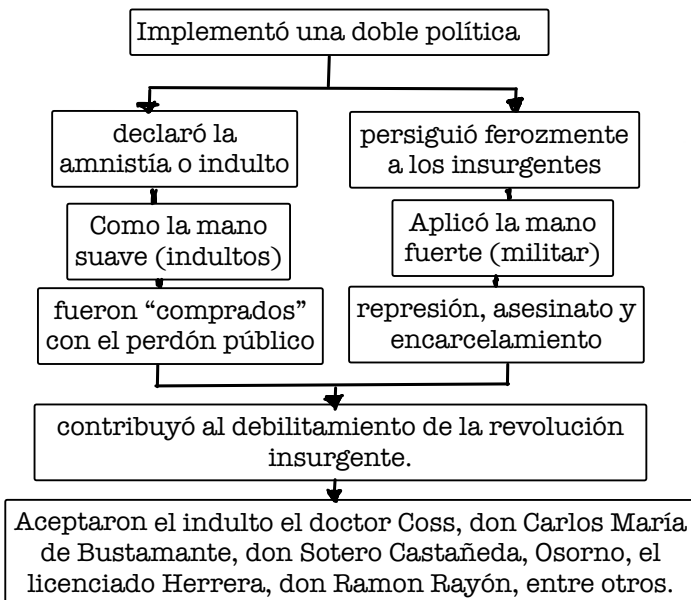 Implementó una doble política
declaró la
amnistía o indulto
persiguió ferozmente
a los insurgentes
Como la mano
suave (indultos)
Aplicó la mano
fuerte (militar)
fueron “comprados”
con el perdón público
represión, asesinato y
encarcelamiento
contribuyó al debilitamiento de la revolución
insurgente.
Aceptaron el indulto el doctor Coss, don Carlos María
de Bustamante, don Sotero Castañeda, Osorno, el
licenciado Herrera, don Ramon Rayón, entre otros.